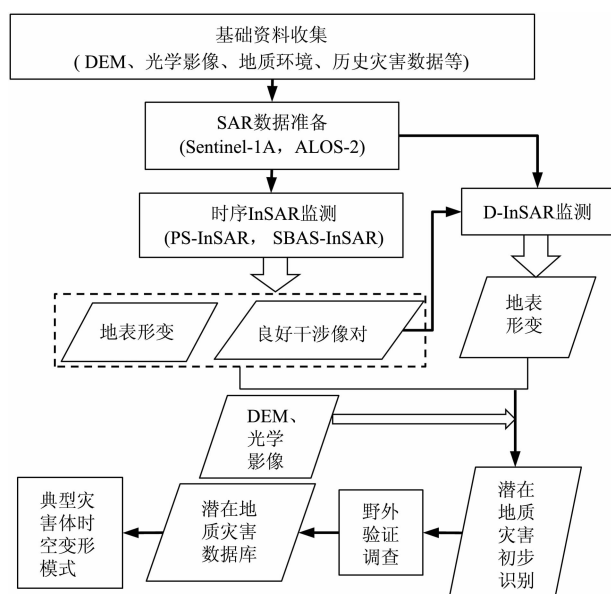 基础资料收集
( DEM、光学影像、地质环境、历史灾害数据等)
SAR数据准备
(Sentinel-1A，ALOS-2)
时序InSAR监测
(PS-InSAR， SBAS-InSAR)
D-InSAR监测
地表形变
良好干涉像对
地表
形变
DEM、
光学
影像
典型灾
害体时
空变形
模式
潜在地
质灾害
数据库
野外
验证
调查
潜在
地质
灾害
初步
识别